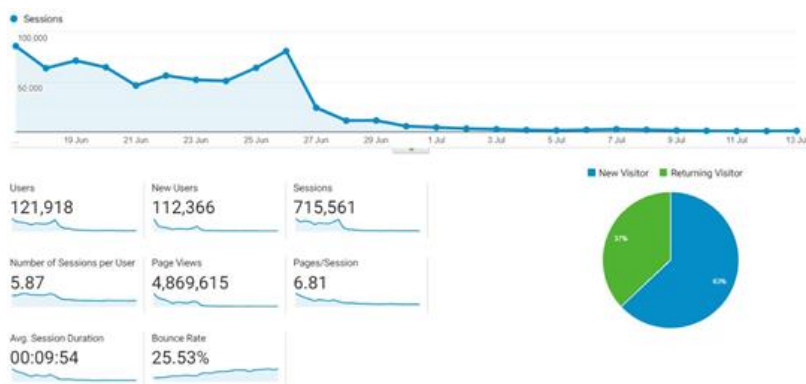 Sessions
100,000
50,000
... 19 Jun 21 Jun 23 Jun 25 Jun 27 Jun 29 Jun 1 Jul 3 Jul 5 Jul 7 Jul 9 Jul 11 Jul 13 Ju
New Visitor Returning Visitor
Users New Users Sessions
121,918 112,366 715,561
37%
63%
Number of Sessions per User Page Views Pages/Session
5.87 4,869,615 6.81
Avg. Session Duration Bounce Rate
00:09:54 25.53%